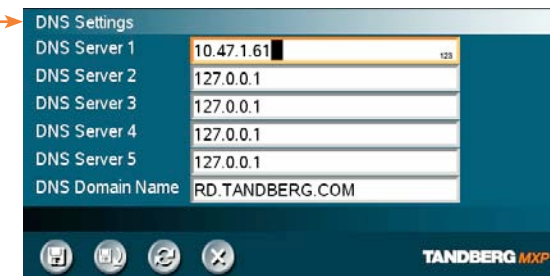 DNS Settings
DNS Server 1 10.47.1.61 123
DNS Server 2 127.0.0.1
DNS Server 3 127.0.0.1
DNS Server 4 127.0.0.1
DNS Server 5 127.0.0.1
DNS Domain Name RD.TANDBERG.COM
TANDBERG MXP